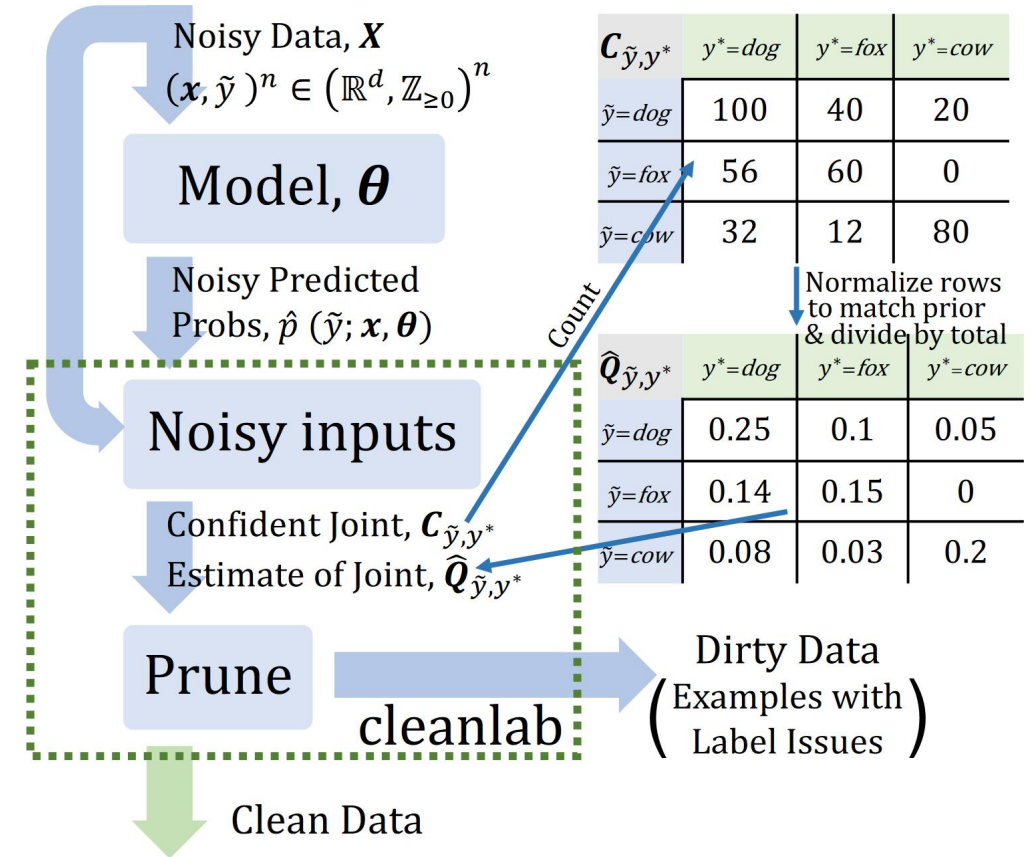 Noisy Data, X
(x, ỹ )ⁿ ∈ (ℝᵈ, ℤ≥0)ⁿ
Model, θ
Noisy Predicted
Probs, p̂ (ỹ; x, θ)
Noisy inputs
Confident Joint, C ỹ,y*
Estimate of Joint, Q̂ ỹ,y*
Prune
cleanlab
Clean Data
Count
C ỹ,y* y*=dog y*=fox y*=cow
ỹ=dog 100 40 20
ỹ=fox 56 60 0
ỹ=cow 32 12 80
Normalize rows
to match prior
& divide by total
Q̂ ỹ,y* y*=dog y*=fox y*=cow
ỹ=dog 0.25 0.1 0.05
ỹ=fox 0.14 0.15 0
ỹ=cow 0.08 0.03 0.2
Dirty Data
(Examples with
Label Issues)